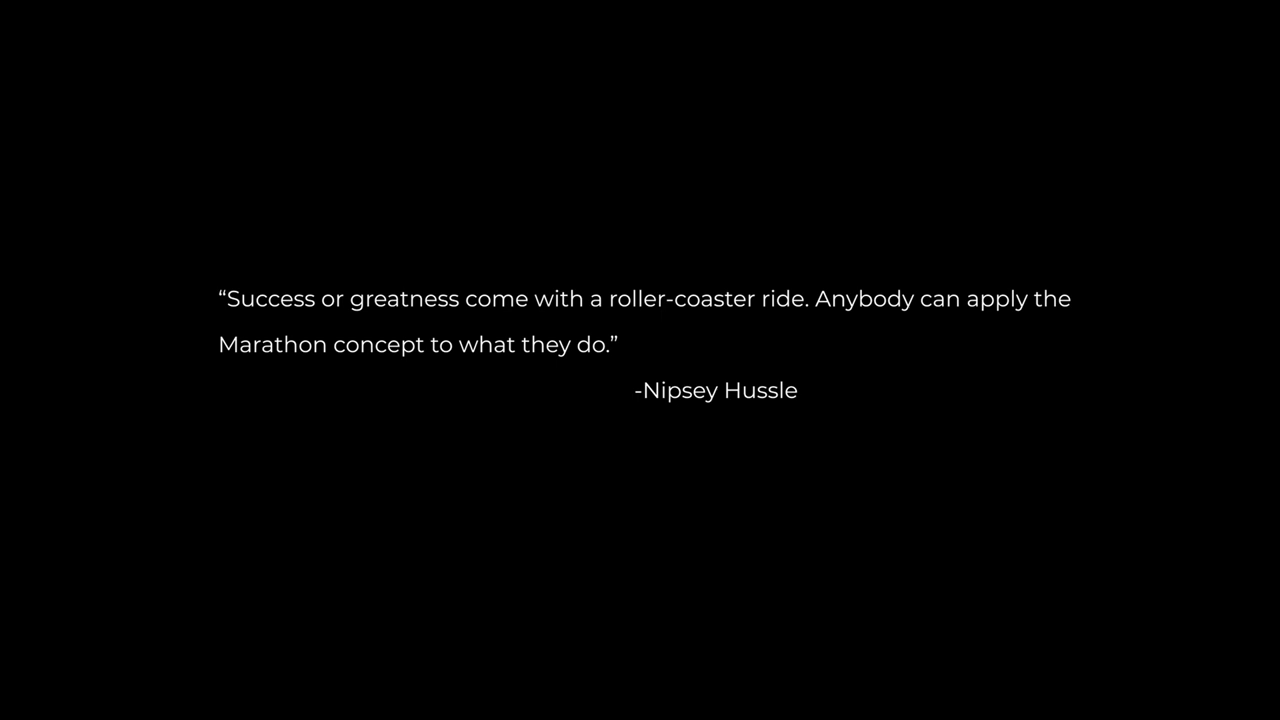 “Success or greatness come with a roller-coaster ride. Anybody can apply the
Marathon concept to what they do.”
-Nipsey Hussle